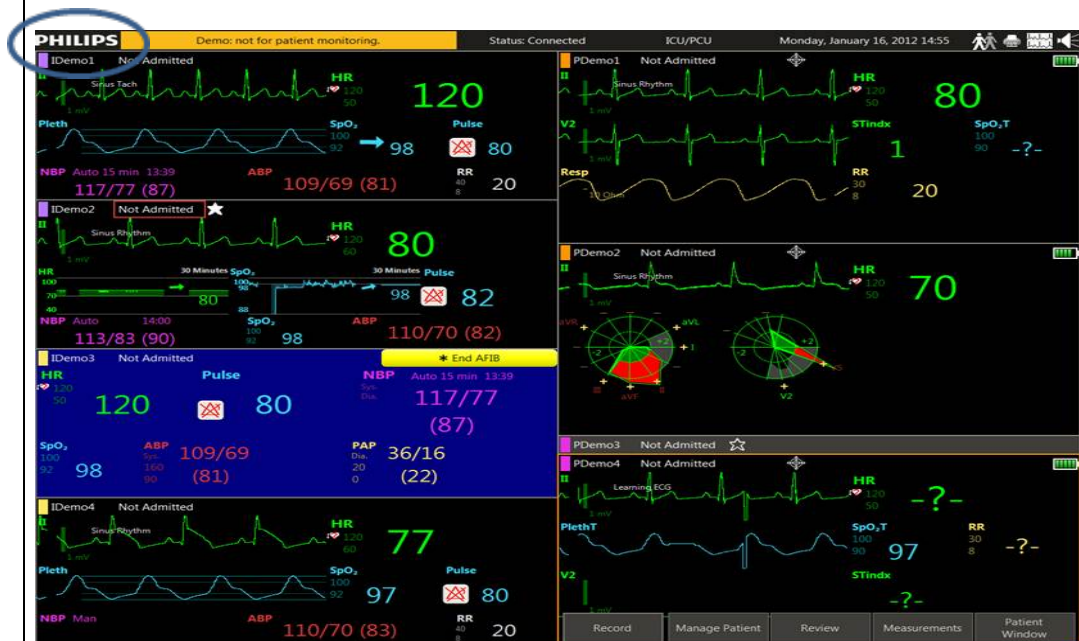 PHILIPS Demo: not for patient monitoring. Status: Connected ICU/PCU Monday, January 16, 2012 14:55
IDemo1 Not Admitted
II Sinus Tach HR
120
50
120
1 mV
Pleth SpO₂ Pulse
100
92
98 80
NBP Auto 15 min 13:39 ABP RR
117/77 (87) 109/69 (81)
40
8
20
IDemo2 Not Admitted
II Sinus Rhythm HR
120
60
80
1 mV
HR 30 Minutes SpO₂ 30 Minutes Pulse
100
70
40
80
100
98
88
98 82
NBP Auto 14:00 SpO₂ ABP
113/83 (90)
100
92
98 110/70 (82)
IDemo3 Not Admitted * End AFIB
HR Pulse NBP Auto 15 min 13:39
120
50
120 80
Sys.
Dia.
117/77
(87)
SpO₂ ABP PAP
100
92
98
Sys.
160
90
109/69
(81)
Dia.
20
0
36/16
(22)
IDemo4 Not Admitted
II Sinus Rhythm HR
120
60
77
1 mV
Pleth SpO₂ Pulse
100
92
97 80
NBP Man ABP RR
110/70 (83)
40
8
20
PDemo1 Not Admitted
II Sinus Rhythm HR
120
50
80
1 mV
V2 STindx SpO₂T
1 mV
1
100
90
-?-
Resp RR
10 Ohm
30
8
20
PDemo2 Not Admitted
II Sinus Rhythm HR
120
50
70
1 mV
aVR aVL
-2 +2 I
III aVF II
-2 +2
V2
PDemo3 Not Admitted
PDemo4 Not Admitted
II Learning ECG HR
120
50
-?-
1 mV
PlethT SpO₂T RR
100
90
97
30
8
-?-
V2 STindx
1 mV
-?-
Record Manage Patient Review Measurements Patient Window